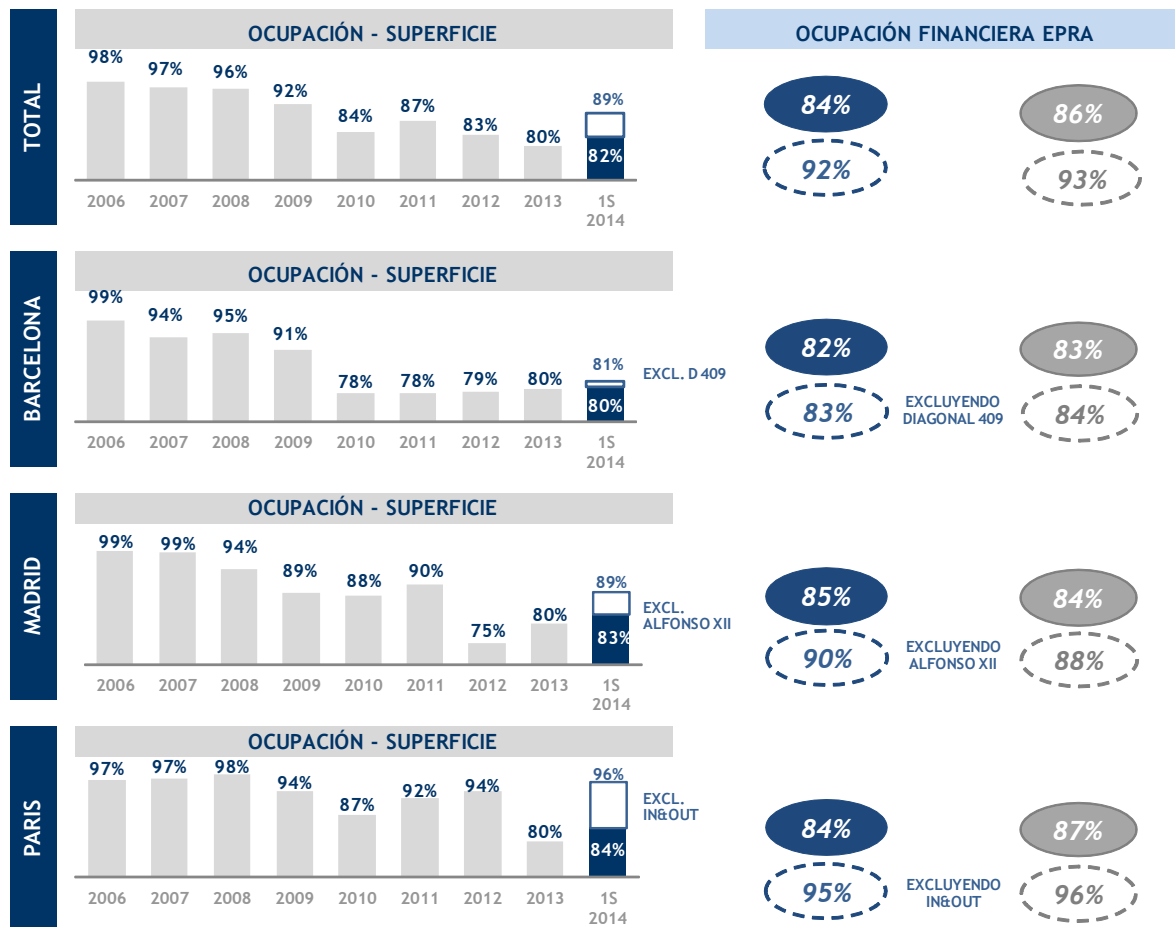 TOTAL
OCUPACIÓN - SUPERFICIE
98%
97%
96%
92%
84%
87%
83%
80%
89%
82%
2006 2007 2008 2009 2010 2011 2012 2013 1S
2014
OCUPACIÓN FINANCIERA EPRA
84%
86%
92%
93%
BARCELONA
OCUPACIÓN - SUPERFICIE
99%
94%
95%
91%
78%
78%
79%
80%
81%
80%
EXCL. D 409
2006 2007 2008 2009 2010 2011 2012 2013 1S
2014
82%
83%
83%
EXCLUYENDO
DIAGONAL 409
84%
MADRID
OCUPACIÓN - SUPERFICIE
99%
99%
94%
89%
88%
90%
75%
80%
89%
83%
EXCL.
ALFONSO XII
2006 2007 2008 2009 2010 2011 2012 2013 1S
2014
85%
84%
90%
EXCLUYENDO
ALFONSO XII
88%
PARIS
OCUPACIÓN - SUPERFICIE
97%
97%
98%
94%
87%
92%
94%
80%
96%
84%
EXCL.
IN&OUT
2006 2007 2008 2009 2010 2011 2012 2013 1S
2014
84%
87%
95%
EXCLUYENDO
IN&OUT
96%